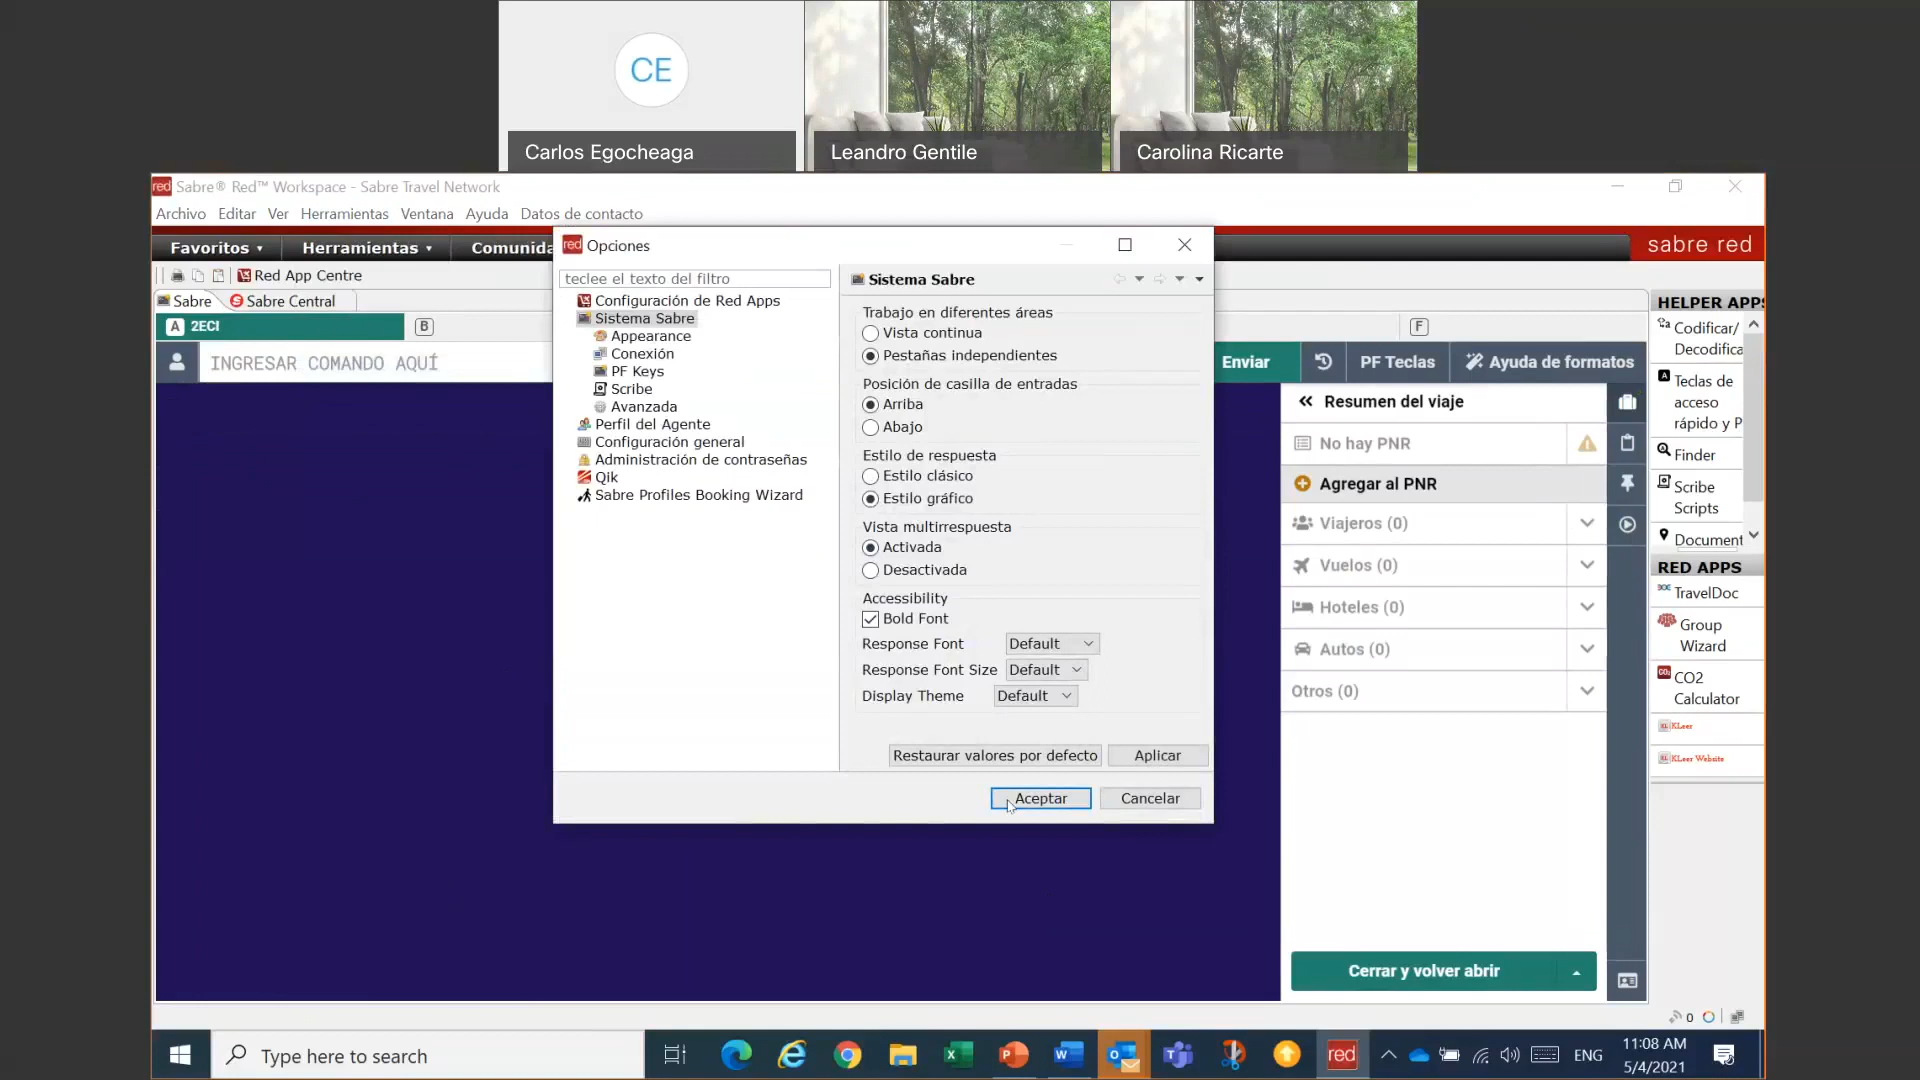 CE
Carlos Egocheaga
Leandro Gentile
Carolina Ricarte
red Sabre® Red™ Workspace - Sabre Travel Network
Archivo Editar Ver Herramientas Ventana Ayuda Datos de contacto
Favoritos Herramientas Comunida
sabre red
Red App Centre
Sabre Sabre Central
A 2ECI B F
INGRESAR COMANDO AQUÍ
Enviar PF Teclas Ayuda de formatos
red Opciones
teclee el texto del filtro
Configuración de Red Apps
Sistema Sabre
Appearance
Conexión
PF Keys
Scribe
Avanzada
Perfil del Agente
Configuración general
Administración de contraseñas
Qik
Sabre Profiles Booking Wizard
Sistema Sabre
Trabajo en diferentes áreas
Vista continua
Pestañas independientes
Posición de casilla de entradas
Arriba
Abajo
Estilo de respuesta
Estilo clásico
Estilo gráfico
Vista multirrespuesta
Activada
Desactivada
Accessibility
Bold Font
Response Font Default
Response Font Size Default
Display Theme Default
Restaurar valores por defecto Aplicar
Aceptar Cancelar
Resumen del viaje
No hay PNR
Agregar al PNR
Viajeros (0)
Vuelos (0)
Hoteles (0)
Autos (0)
Otros (0)
Cerrar y volver abrir
HELPER APPS
Codificar/
Decodifica
Teclas de
acceso
rápido y P
Finder
Scribe
Scripts
Document
RED APPS
TravelDoc
Group
Wizard
CO2
Calculator
KLeer
KLeer Website
0
Type here to search
red
ENG
11:08 AM
5/4/2021